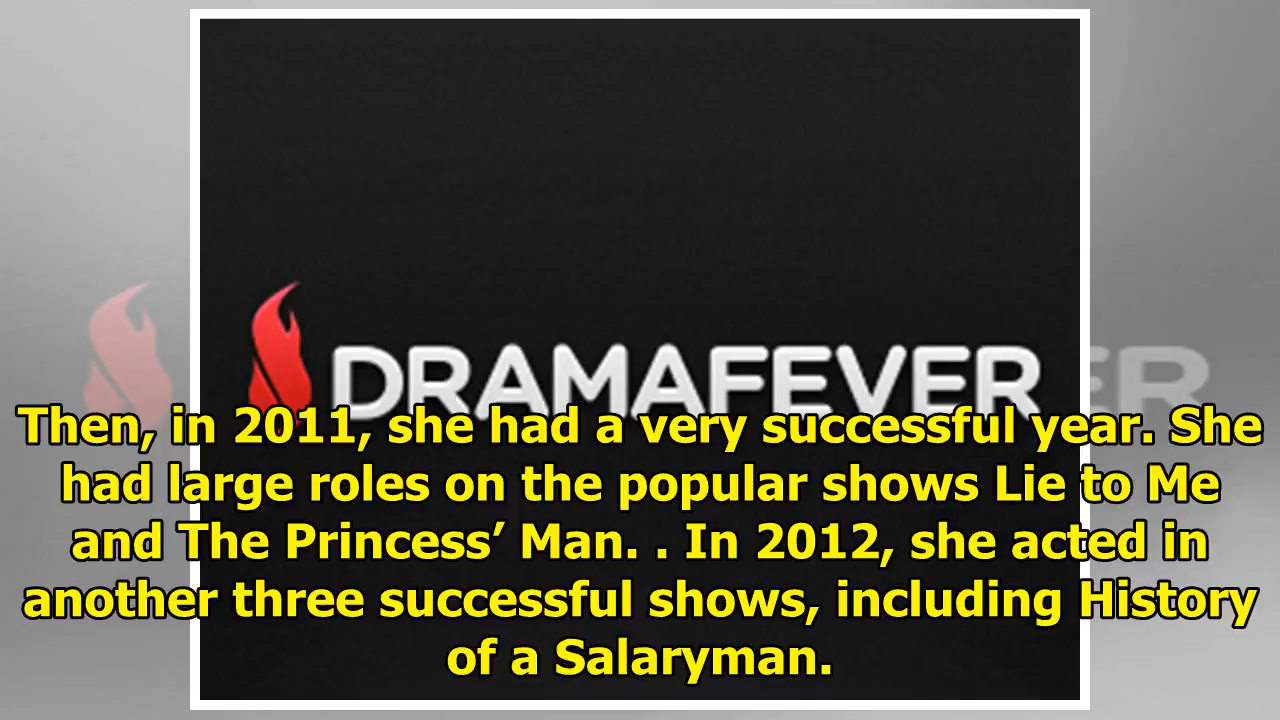 DRAMAFEVER
ER
Then, in 2011, she had a very successful year. She
had large roles on the popular shows Lie to Me
and The Princess’ Man. . In 2012, she acted in
another three successful shows, including History
of a Salaryman.